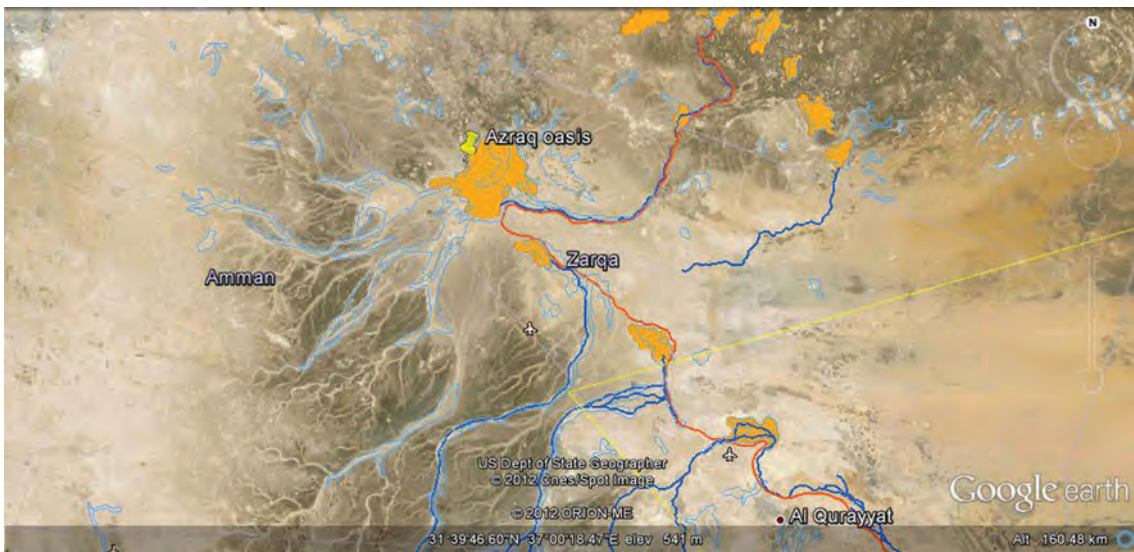 N
Azraq oasis
Zarqa
Amman
US Dept of State Geographer
© 2012 Cnes/Spot Image
© 2012 ORION-ME
Google earth
Al Qurayyat
31°39'46.60"N 37°00'18.47"E elev 541 m
Alt 160.48 km